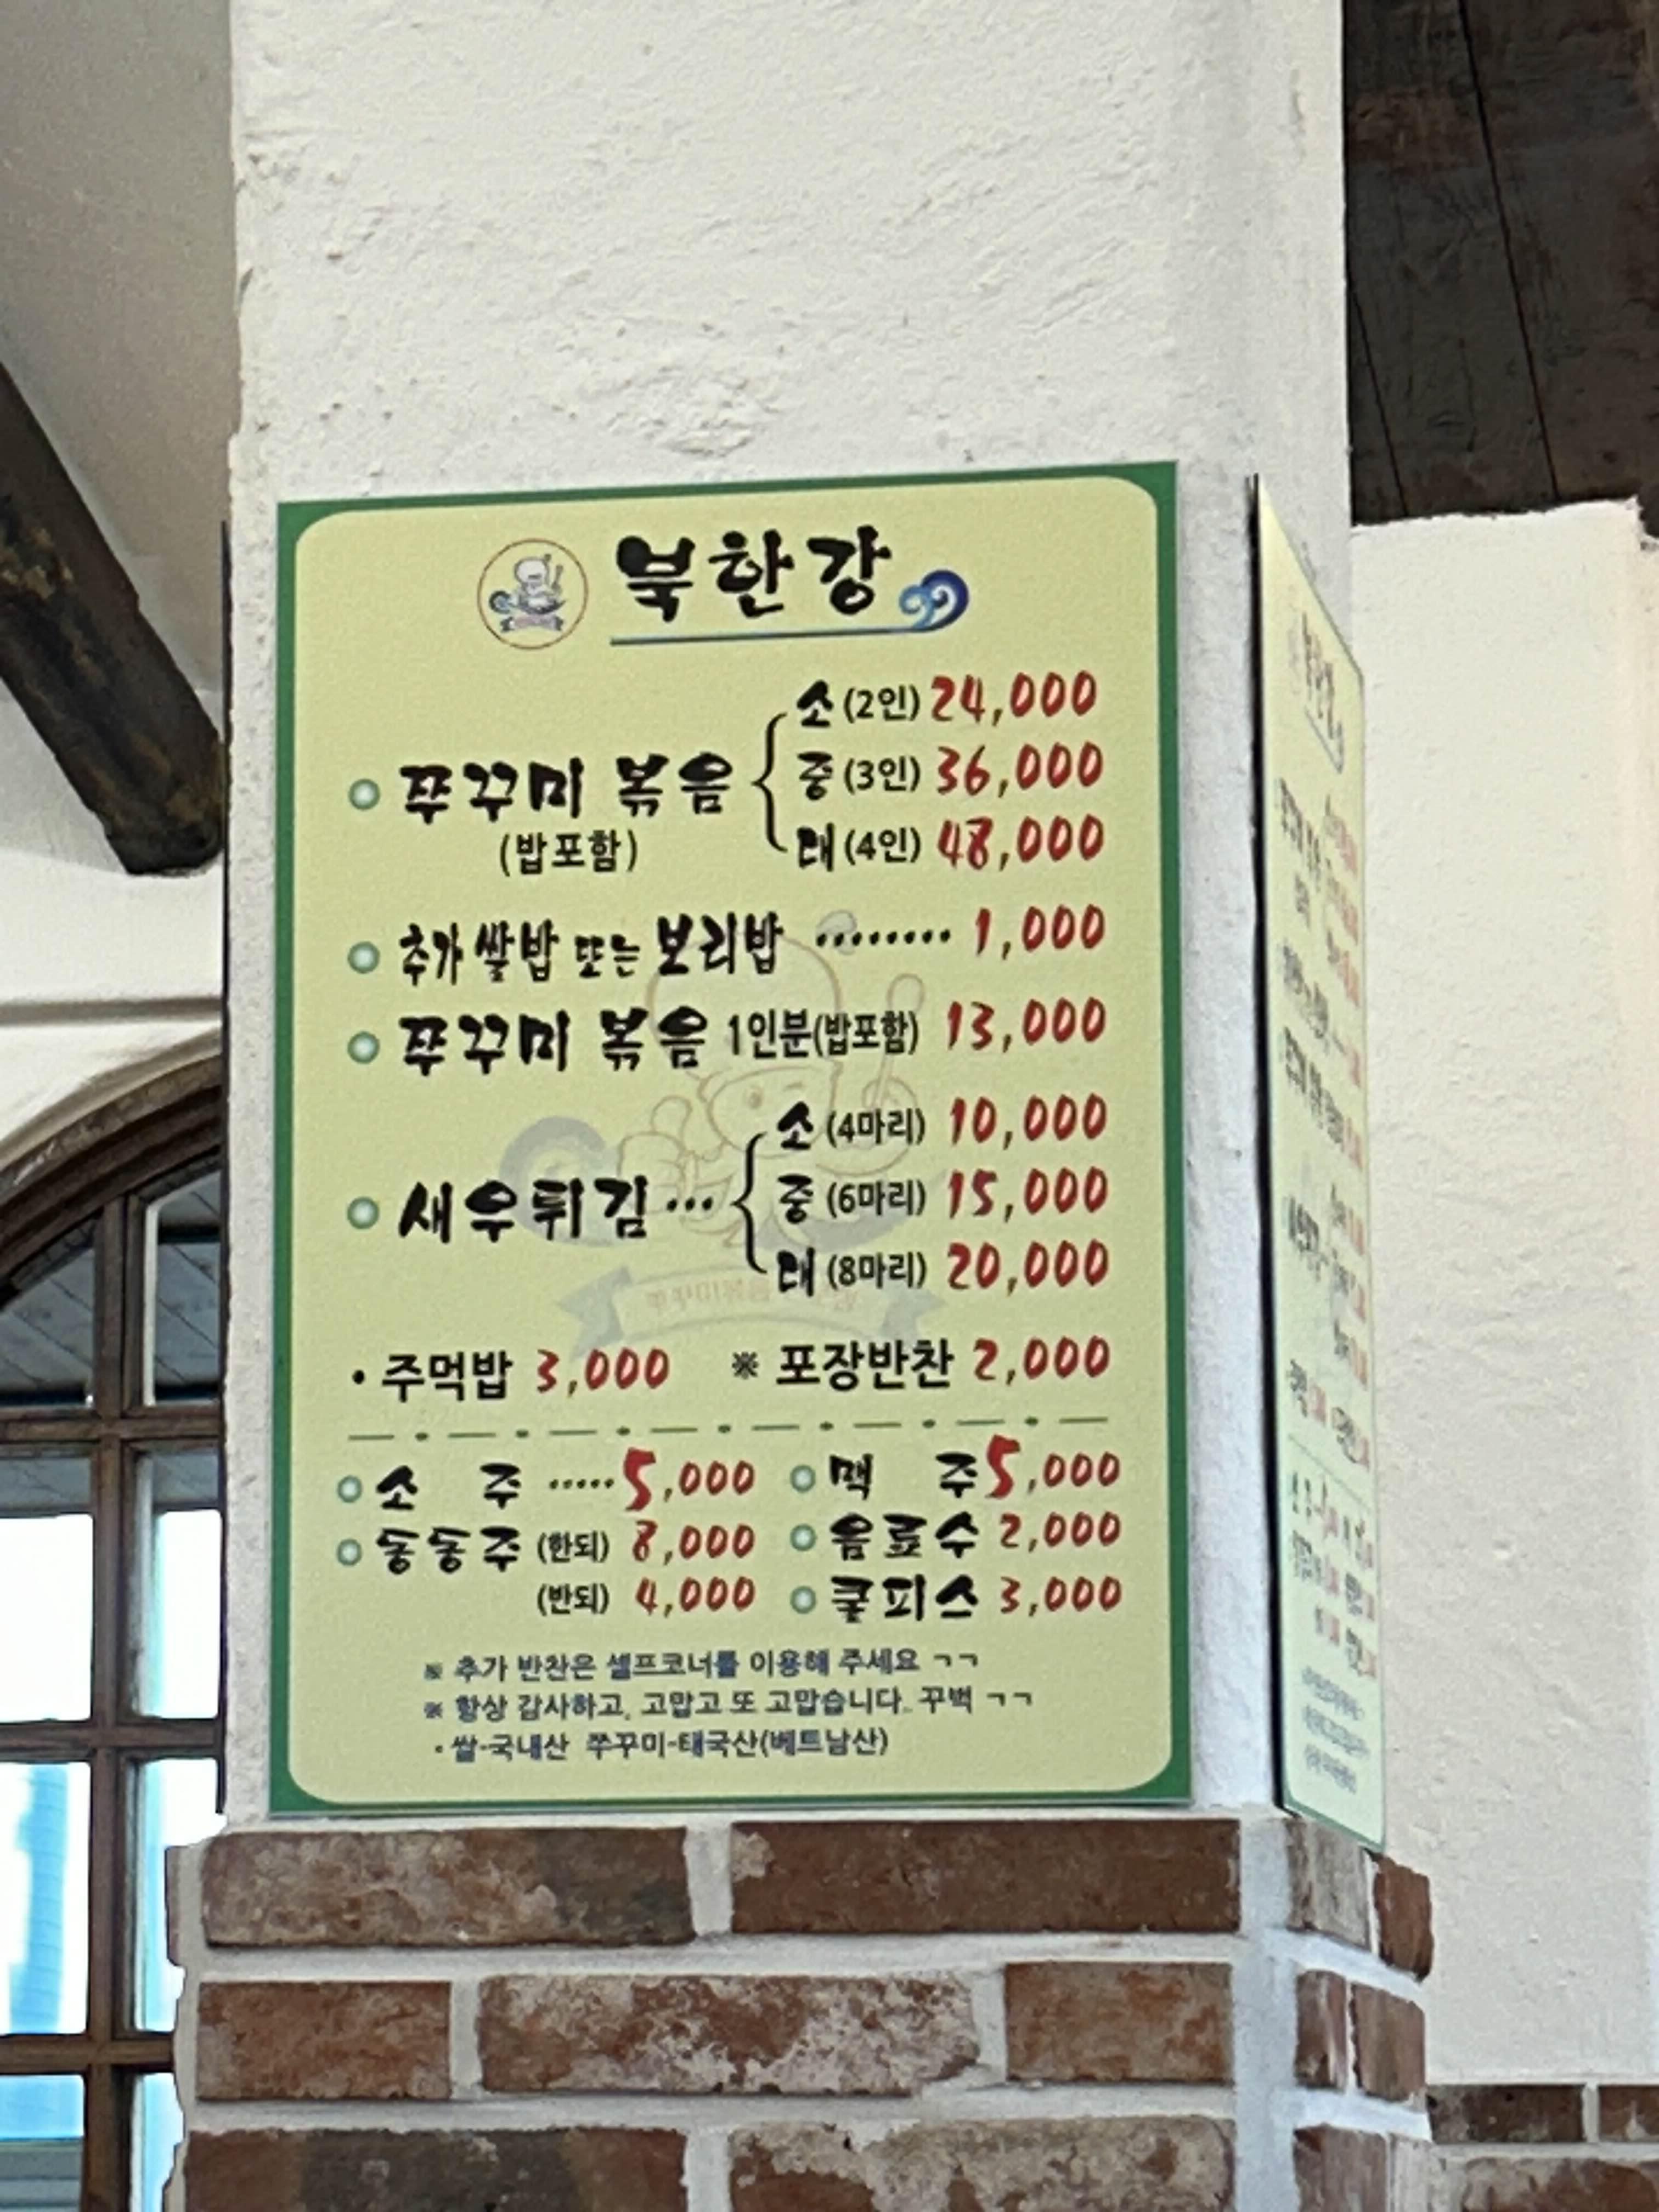 북한강
쭈꾸미 볶음
(밥포함)
소 (2인) 24,000
중 (3인) 36,000
대 (4인) 48,000
추가 쌀밥 또는 보리밥 ········ 1,000
쭈꾸미 볶음 1인분(밥포함) 13,000
새우튀김 ···
소 (4마리) 10,000
중 (6마리) 15,000
대 (8마리) 20,000
· 주먹밥 3,000 ※ 포장반찬 2,000
소 주 ····· 5,000 맥 주 5,000
동동주 (한되) 8,000 음료수 2,000
(반되) 4,000 쿨피스 3,000
※ 추가 반찬은 셀프코너를 이용해 주세요 ㄱㄱ
※ 항상 감사하고, 고맙고 또 고맙습니다. 꾸벅 ㄱㄱ
· 쌀-국내산 쭈꾸미-태국산(베트남산)